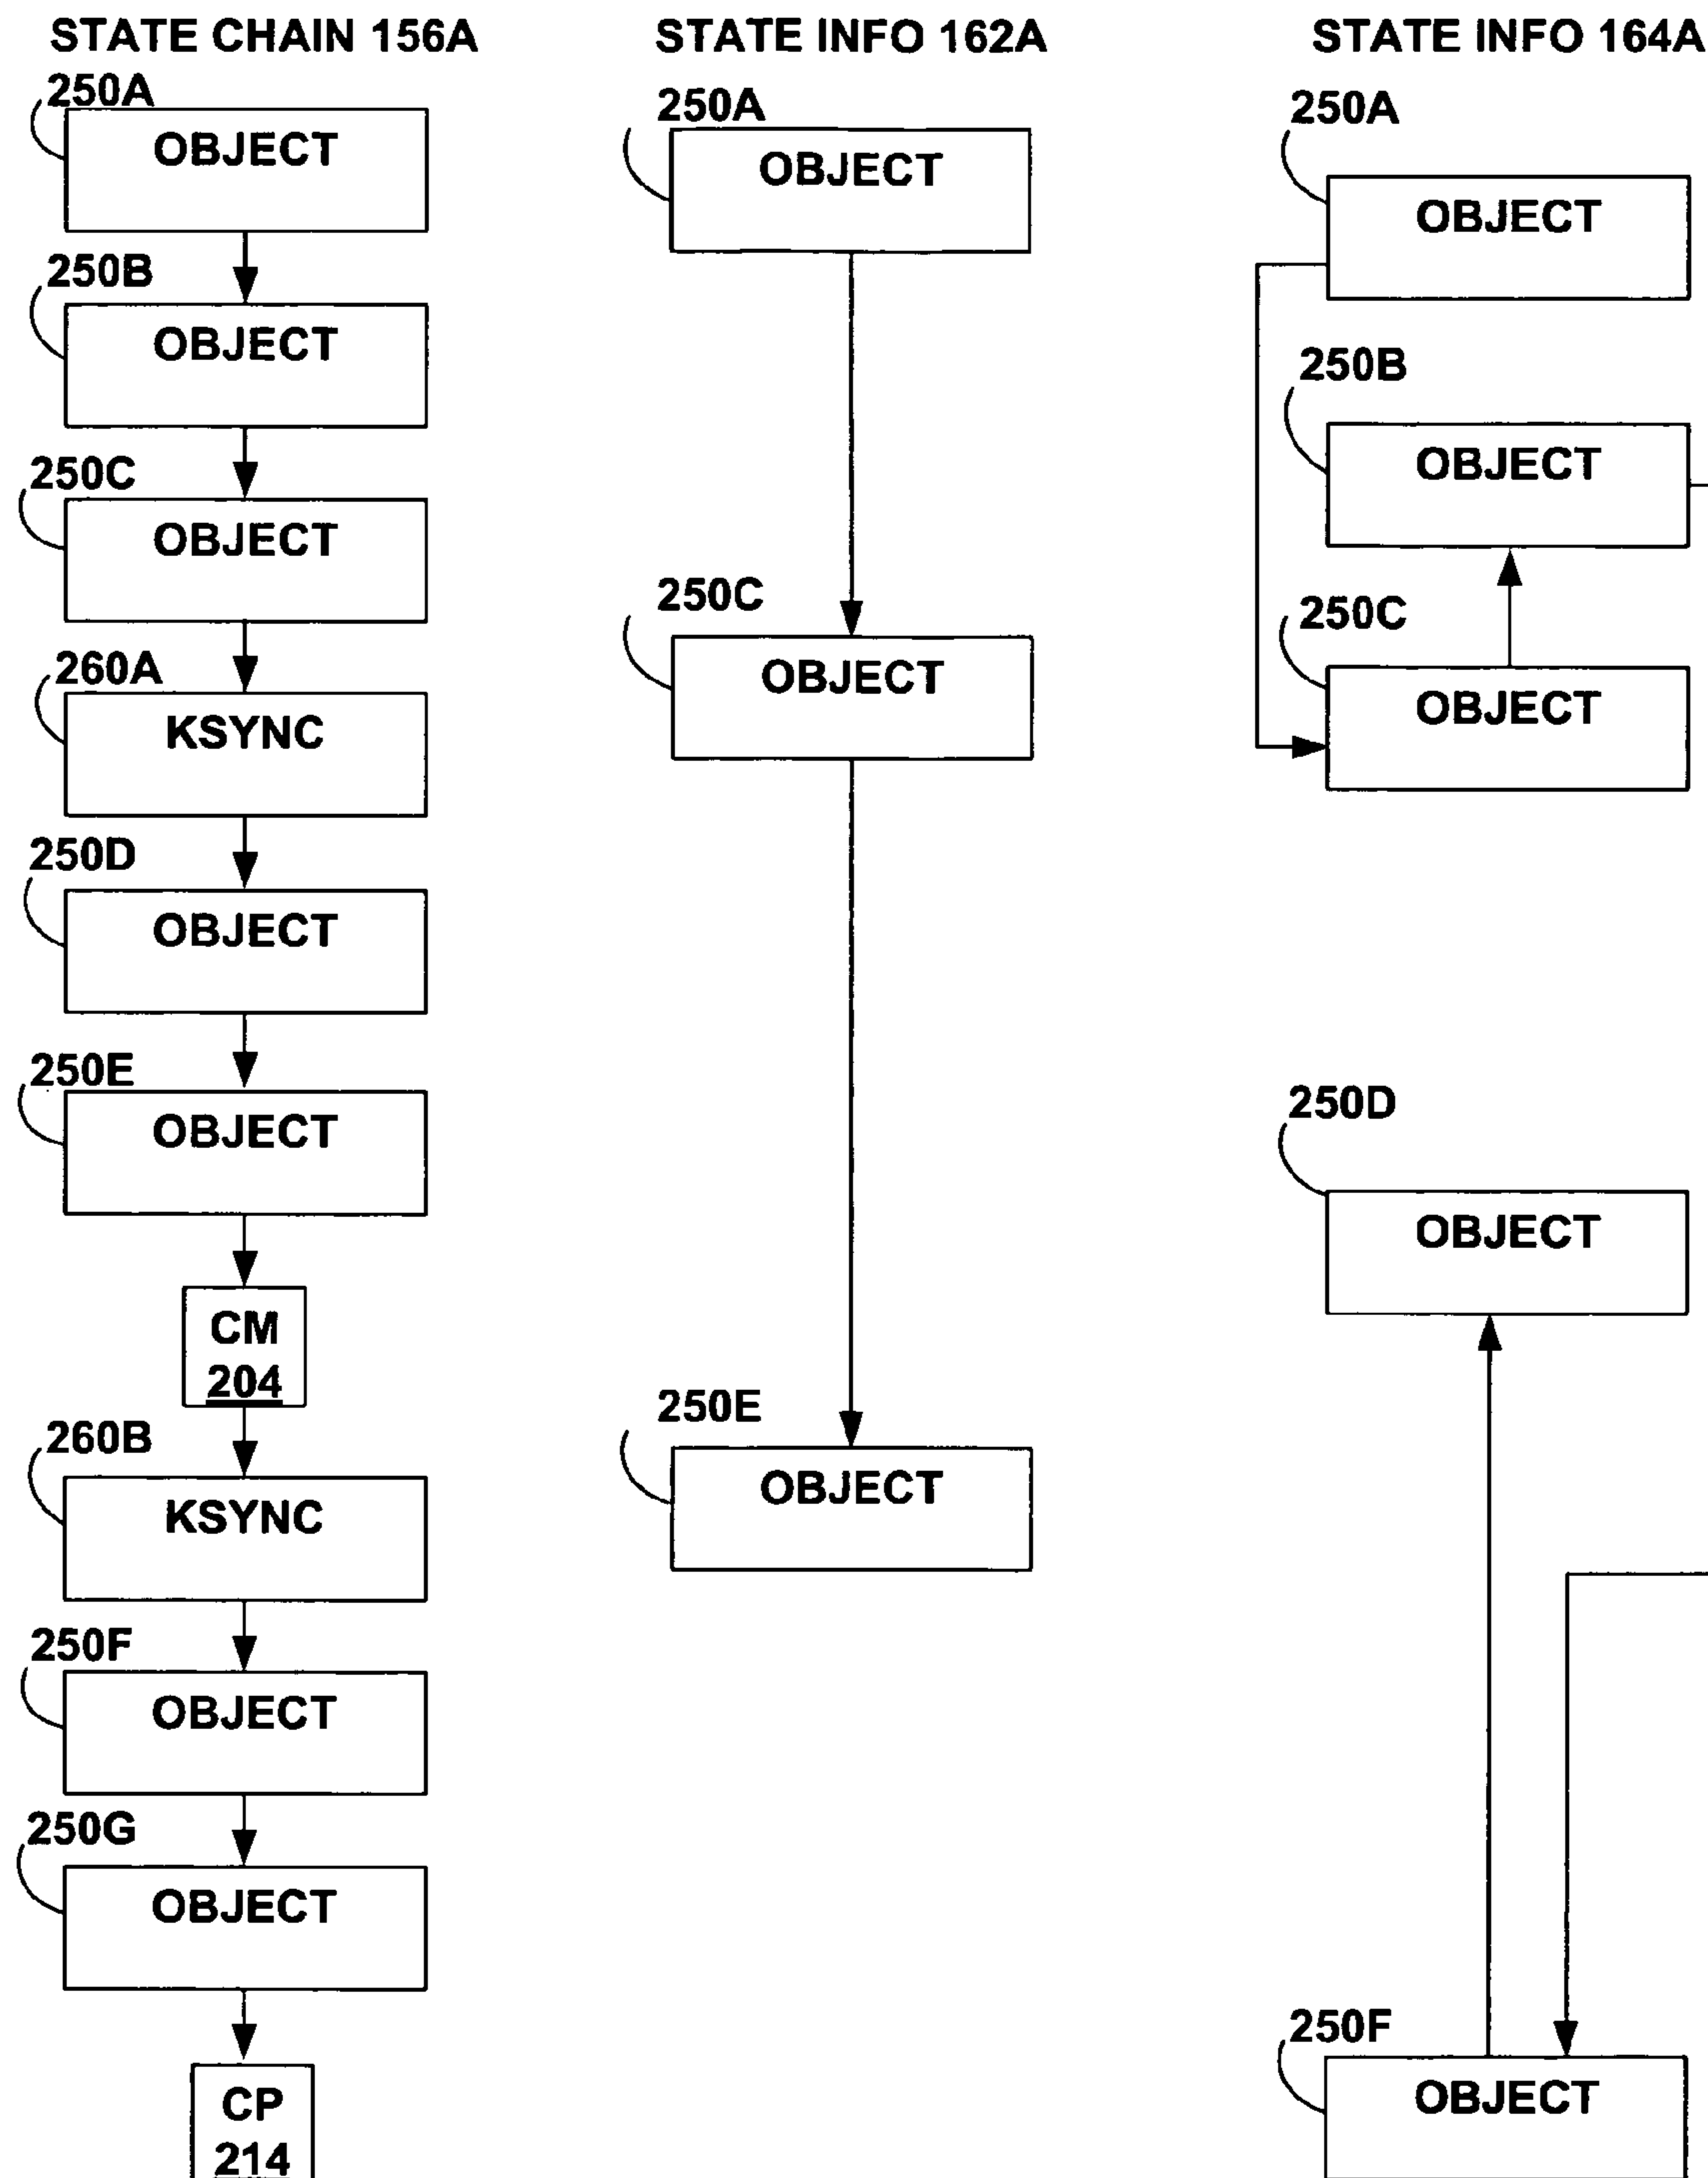 STATE CHAIN 156A
250A
OBJECT
250B
OBJECT
250C
OBJECT
260A
KSYNC
250D
OBJECT
250E
OBJECT
CM
204
260B
KSYNC
250F
OBJECT
250G
OBJECT
CP
214
STATE INFO 162A
250A
OBJECT
250C
OBJECT
250E
OBJECT
STATE INFO 164A
250A
OBJECT
250B
OBJECT
250C
OBJECT
250D
OBJECT
250F
OBJECT